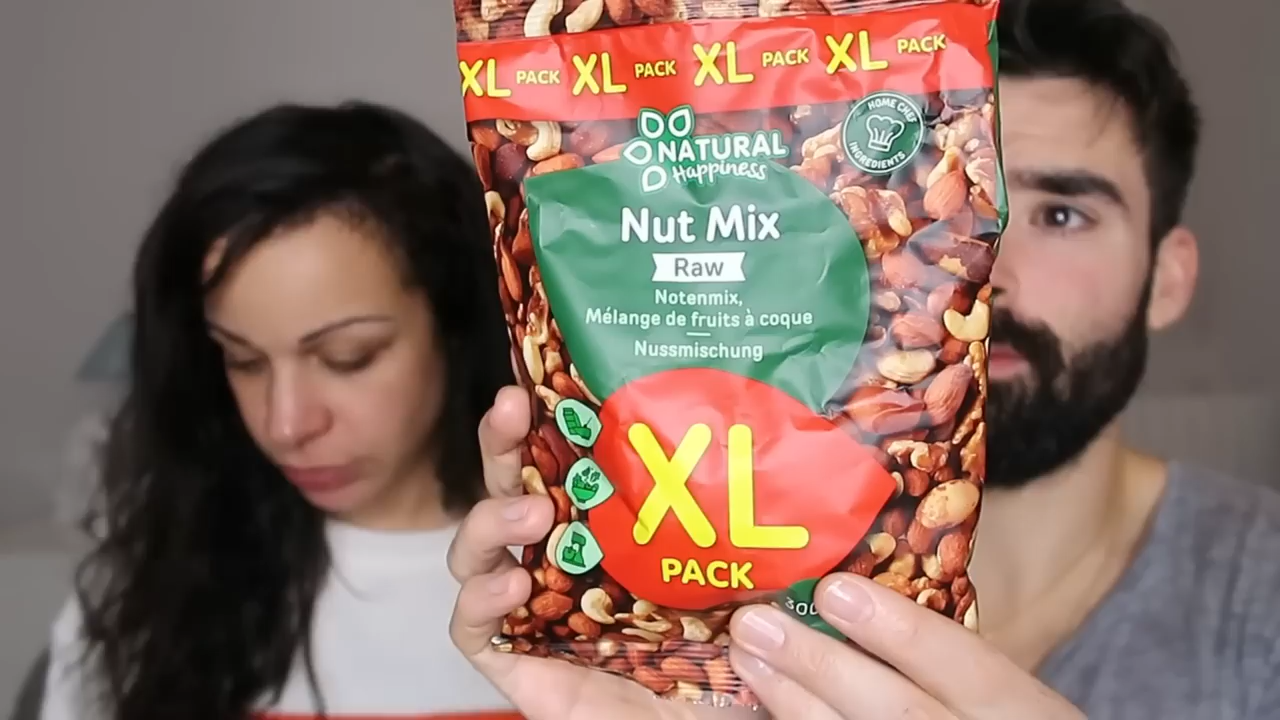 XL PACK XL PACK XL PACK XL PACK
HOME CHEF
INGREDIENTS
NATURAL
Happiness
Nut Mix
Raw
Notenmix,
Mélange de fruits à coque
Nussmischung
XL
PACK